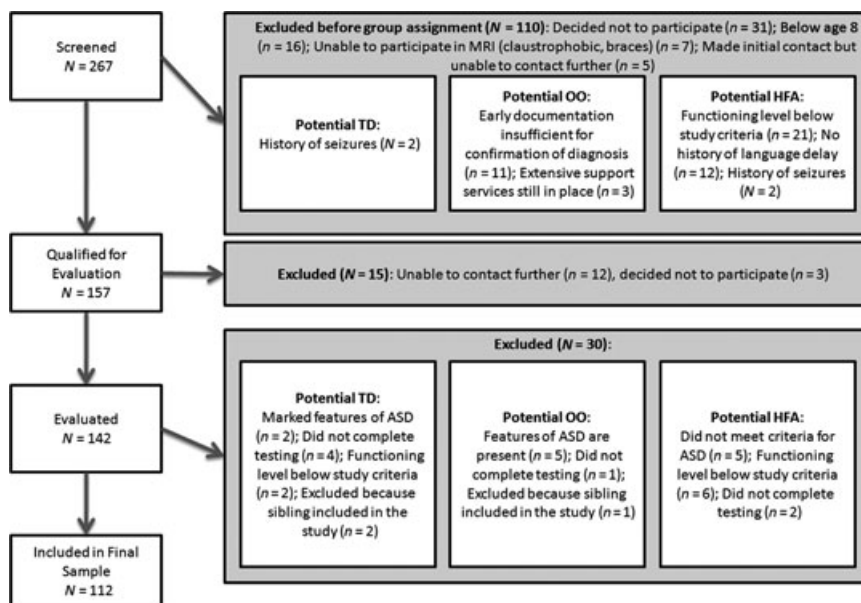 Screened
N = 267
Excluded before group assignment (N = 110): Decided not to participate (n = 31); Below age 8
(n = 16); Unable to participate in MRI (claustrophobic, braces) (n = 7); Made initial contact but
unable to contact further (n = 5)
Potential TD:
History of seizures (N = 2)
Potential OO:
Early documentation
insufficient for
confirmation of diagnosis
(n = 11); Extensive support
services still in place (n = 3)
Potential HFA:
Functioning level below
study criteria (n = 21); No
history of language delay
(n = 12); History of seizures
(N = 2)
Qualified for
Evaluation
N = 157
Excluded (N = 15): Unable to contact further (n = 12), decided not to participate (n = 3)
Evaluated
N = 142
Excluded (N = 30):
Potential TD:
Marked features of ASD
(n = 2); Did not complete
testing (n = 4); Functioning
level below study criteria
(n = 2); Excluded because
sibling included in the
study (n = 2)
Potential OO:
Features of ASD are
present (n = 5); Did not
complete testing (n = 1);
Excluded because sibling
included in the study (n = 1)
Potential HFA:
Did not meet criteria for
ASD (n = 5); Functioning
level below study criteria
(n = 6); Did not complete
testing (n = 2)
Included in Final
Sample
N = 112